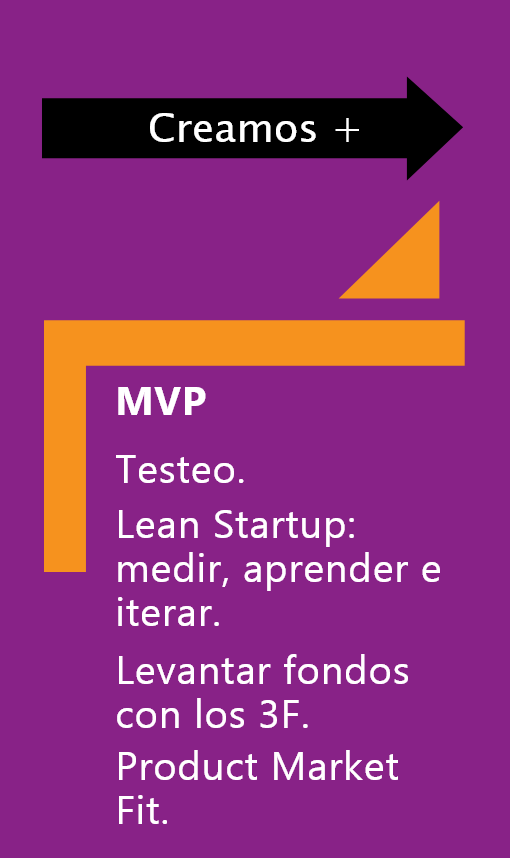 Creamos +
MVP
Testeo.
Lean Startup:
medir, aprender e
iterar.
Levantar fondos
con los 3F.
Product Market
Fit.